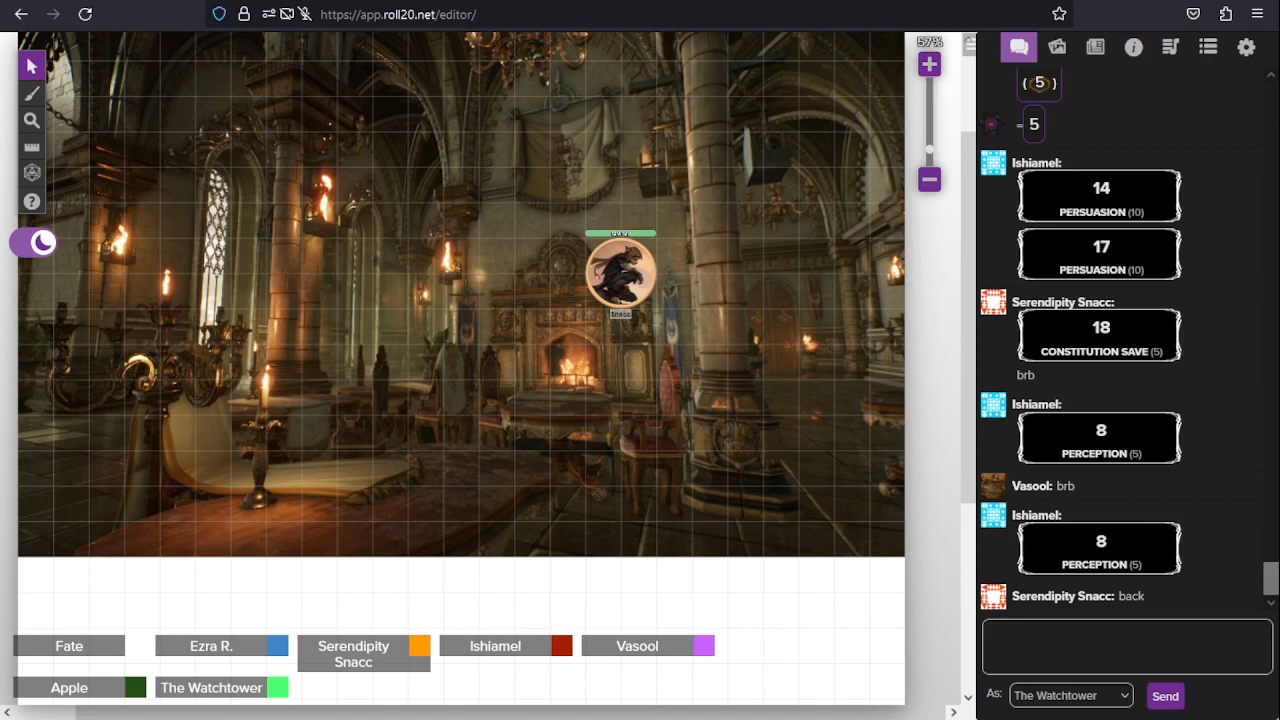 https://app.roll20.net/editor/
57%
(5)
=5
Ishiamel:
14
PERSUASION (10)
17
PERSUASION (10)
Serendipity Snacc:
18
CONSTITUTION SAVE (5)
brb
Ishiamel:
8
PERCEPTION (5)
Vasool: brb
Ishiamel:
8
PERCEPTION (5)
Serendipity Snacc: back
Snacc
Fate
Ezra R.
Serendipity
Snacc
Ishiamel
Vasool
Apple
The Watchtower
As: The Watchtower
Send